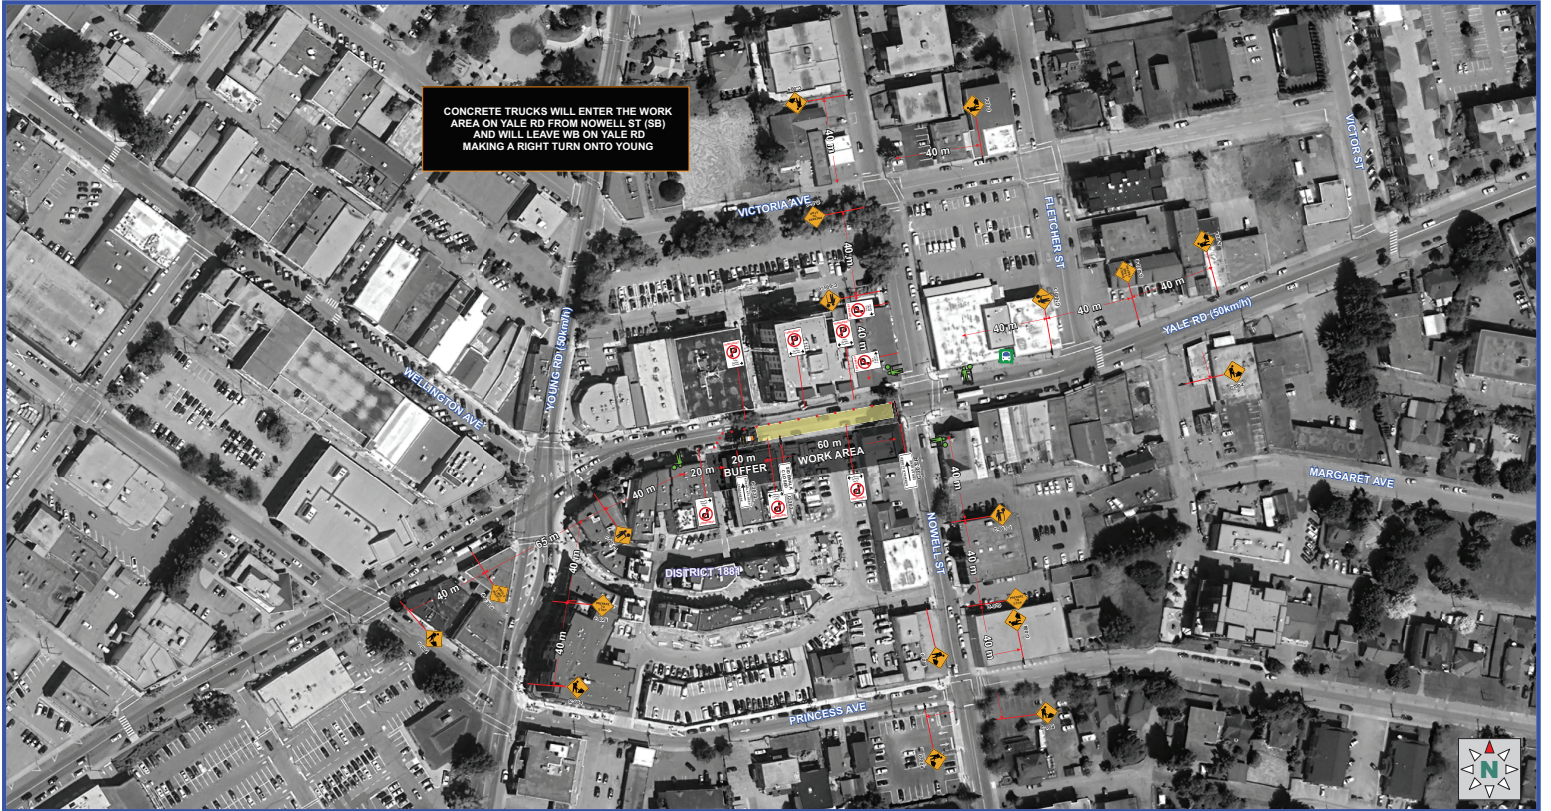 CONCRETE TRUCKS WILL ENTER THE WORK
AREA ON YALE RD FROM NOWELL ST (SB)
AND WILL LEAVE WB ON YALE RD
MAKING A RIGHT TURN ONTO YOUNG
40 m
40 m
VICTOR ST
VICTORIA AVE
FLETCHER ST
40 m
40 m
40 m
40 m
40 m
YALE RD (50km/h)
YOUNG RD (50km/h)
WELLINGTON AVE
60 m
WORK AREA
20 m
BUFFER
20 m
40 m
40 m
MARGARET AVE
65 m
40 m
NOWELL ST
40 m
DISTRICT 1881
40 m
40 m
40 m
PRINCESS AVE
N